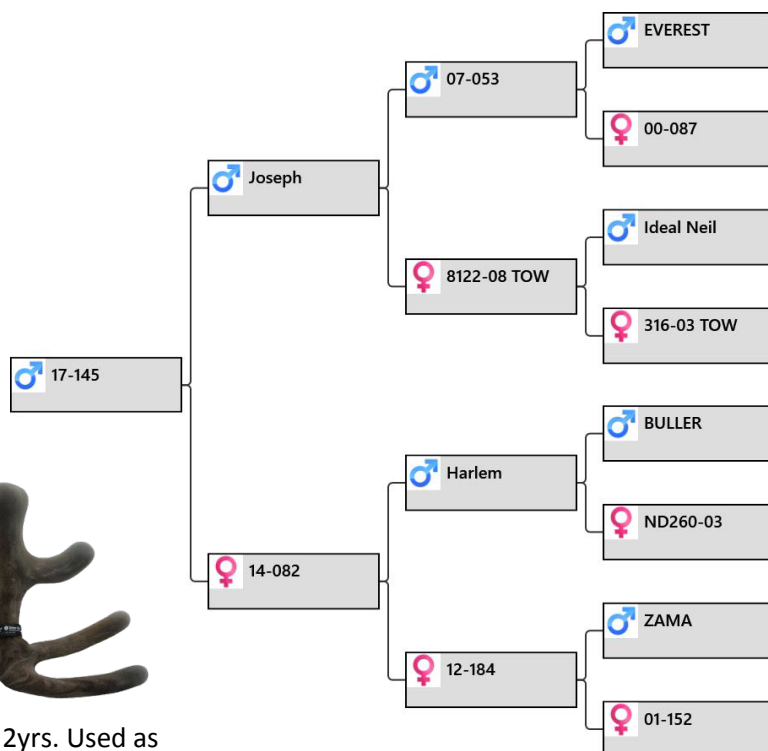 EVEREST
07-053
00-087
Joseph
Ideal Neil
8122-08 TOW
316-03 TOW
17-145
BULLER
Harlem
ND260-03
14-082
ZAMA
12-184
01-152
2yrs. Used as